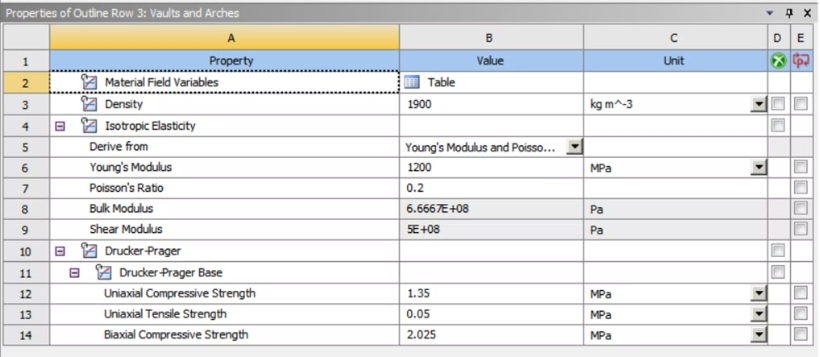 Properties of Outline Row 3: Vaults and Arches
A B C D E
1 Property Value Unit
2 Material Field Variables Table
3 Density 1900 kg m^-3
4 Isotropic Elasticity
5 Derive from Young's Modulus and Poisso...
6 Young's Modulus 1200 MPa
7 Poisson's Ratio 0.2
8 Bulk Modulus 6.6667E+08 Pa
9 Shear Modulus 5E+08 Pa
10 Drucker-Prager
11 Drucker-Prager Base
12 Uniaxial Compressive Strength 1.35 MPa
13 Uniaxial Tensile Strength 0.05 MPa
14 Biaxial Compressive Strength 2.025 MPa